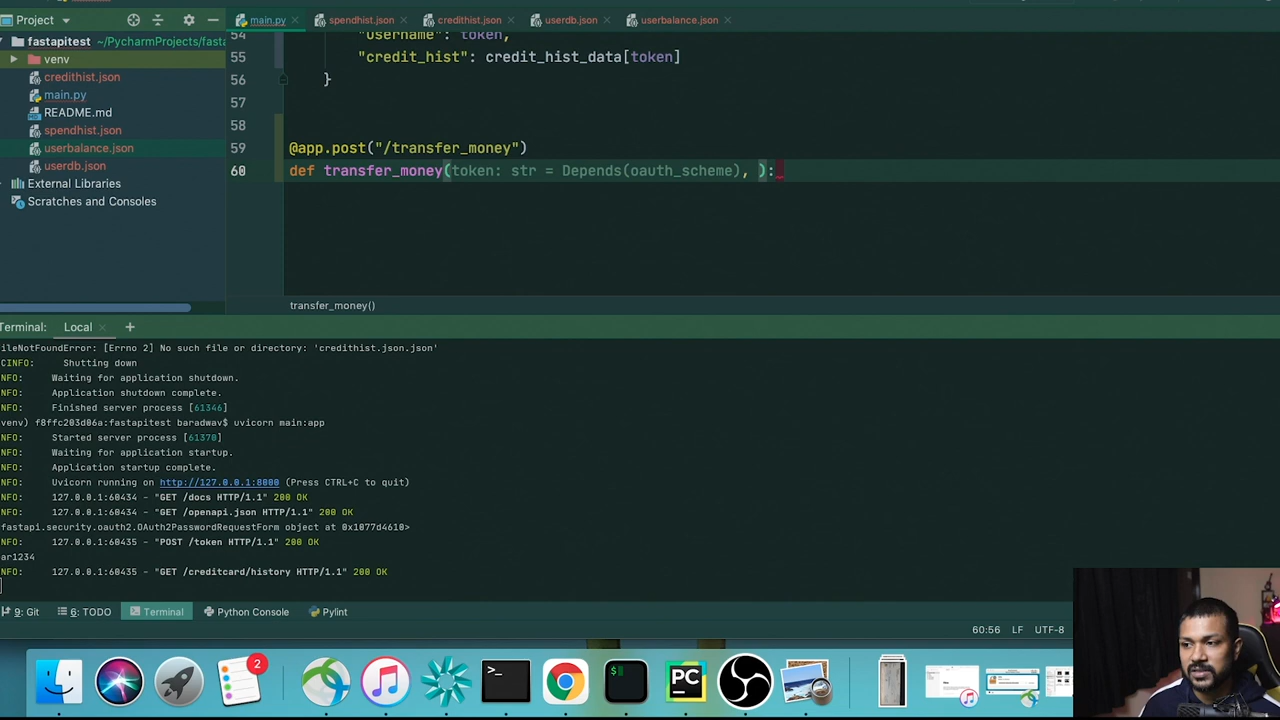 Project
main.py
spendhist.json
credithist.json
userdb.json
userbalance.json
fastapitest ~/PycharmProjects/fasta
venv
credithist.json
main.py
README.md
spendhist.json
userbalance.json
userdb.json
External Libraries
Scratches and Consoles
54 "username": token,
55 "credit_hist": credit_hist_data[token]
56 }
57
58
59 @app.post("/transfer_money")
60 def transfer_money(token: str = Depends(oauth_scheme), ):
transfer_money()
Terminal: Local +
ileNotFoundError: [Errno 2] No such file or directory: 'credithist.json.json'
CINFO: Shutting down
NFO: Waiting for application shutdown.
NFO: Application shutdown complete.
NFO: Finished server process [61346]
venv) f8ffc203d06a:fastapitest baradwav$ uvicorn main:app
NFO: Started server process [61370]
NFO: Waiting for application startup.
NFO: Application startup complete.
NFO: Uvicorn running on http://127.0.0.1:8000 (Press CTRL+C to quit)
NFO: 127.0.0.1:60434 - "GET /docs HTTP/1.1" 200 OK
NFO: 127.0.0.1:60434 - "GET /openapi.json HTTP/1.1" 200 OK
fastapi.security.oauth2.OAuth2PasswordRequestForm object at 0x1077d4610>
NFO: 127.0.0.1:60435 - "POST /token HTTP/1.1" 200 OK
ar1234
NFO: 127.0.0.1:60435 - "GET /creditcard/history HTTP/1.1" 200 OK
9: Git 6: TODO Terminal Python Console Pylint
60:56 LF UTF-8
2
PC